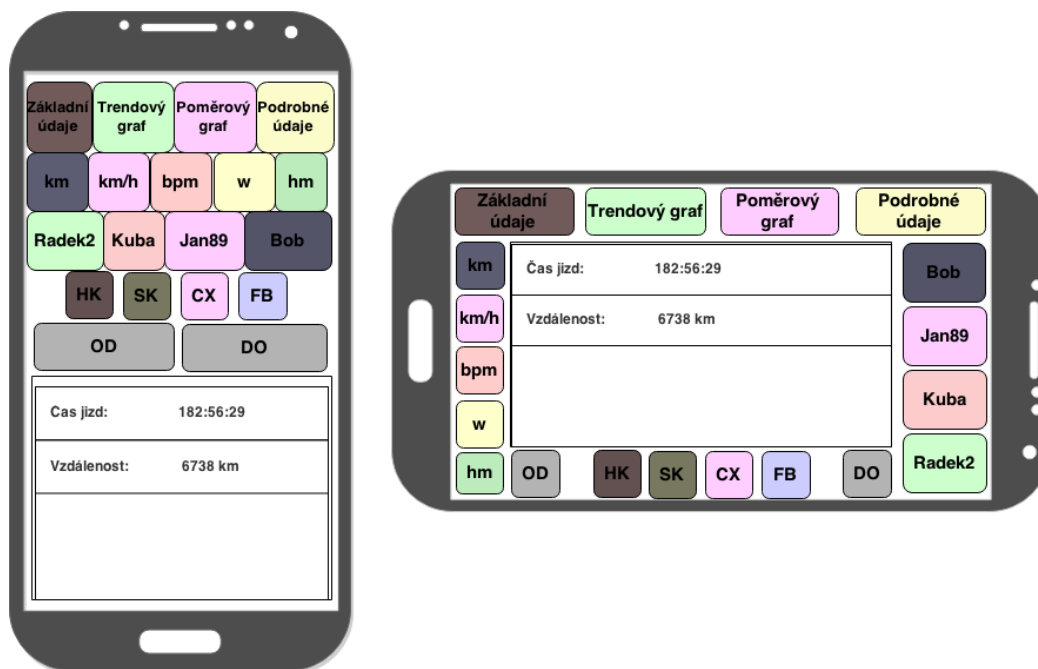 Základní
údaje
Trendový
graf
Poměrový
graf
Podrobné
údaje
km
km/h
bpm
w
hm
Radek2
Kuba
Jan89
Bob
HK
SK
CX
FB
OD
DO
Čas jizd:
182:56:29
Vzdálenost:
6738 km
Základní
údaje
Trendový graf
Poměrový
graf
Podrobné
údaje
km
km/h
bpm
w
hm
Čas jizd:
182:56:29
Vzdálenost:
6738 km
Bob
Jan89
Kuba
Radek2
OD
HK
SK
CX
FB
DO